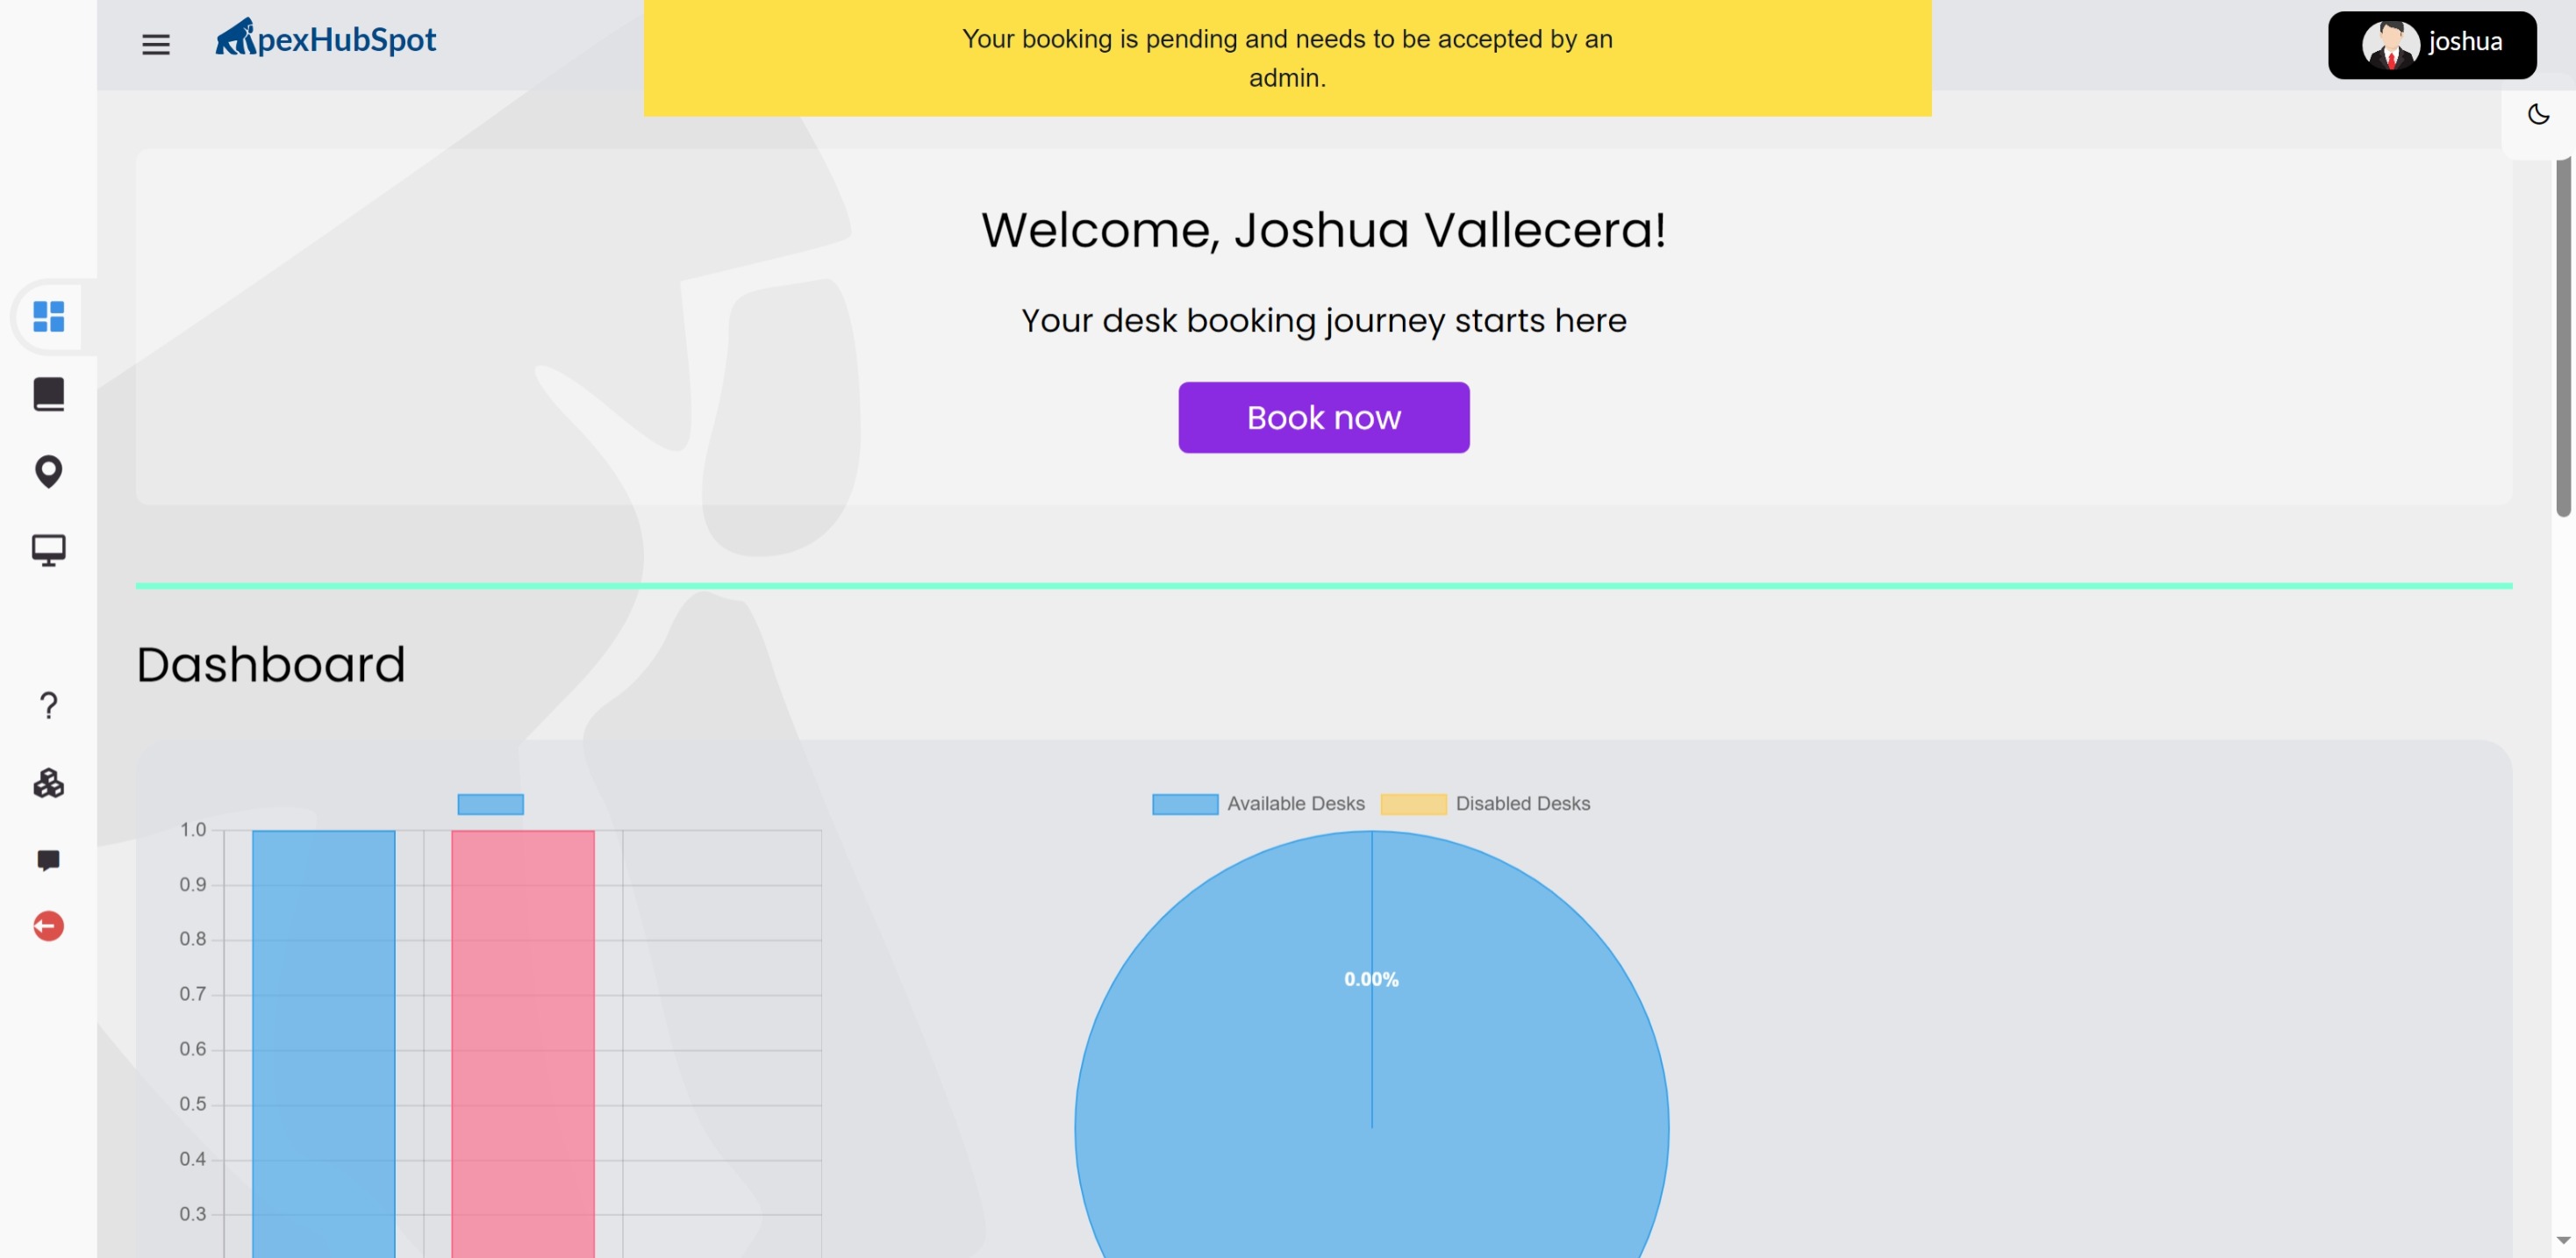 pexHubSpot
Your booking is pending and needs to be accepted by an
admin.
joshua
Welcome, Joshua Vallecera!
Your desk booking journey starts here
Book now
Dashboard
Available Desks Disabled Desks
1.0
0.9
0.8
0.7
0.6
0.5
0.4
0.3
0.00%